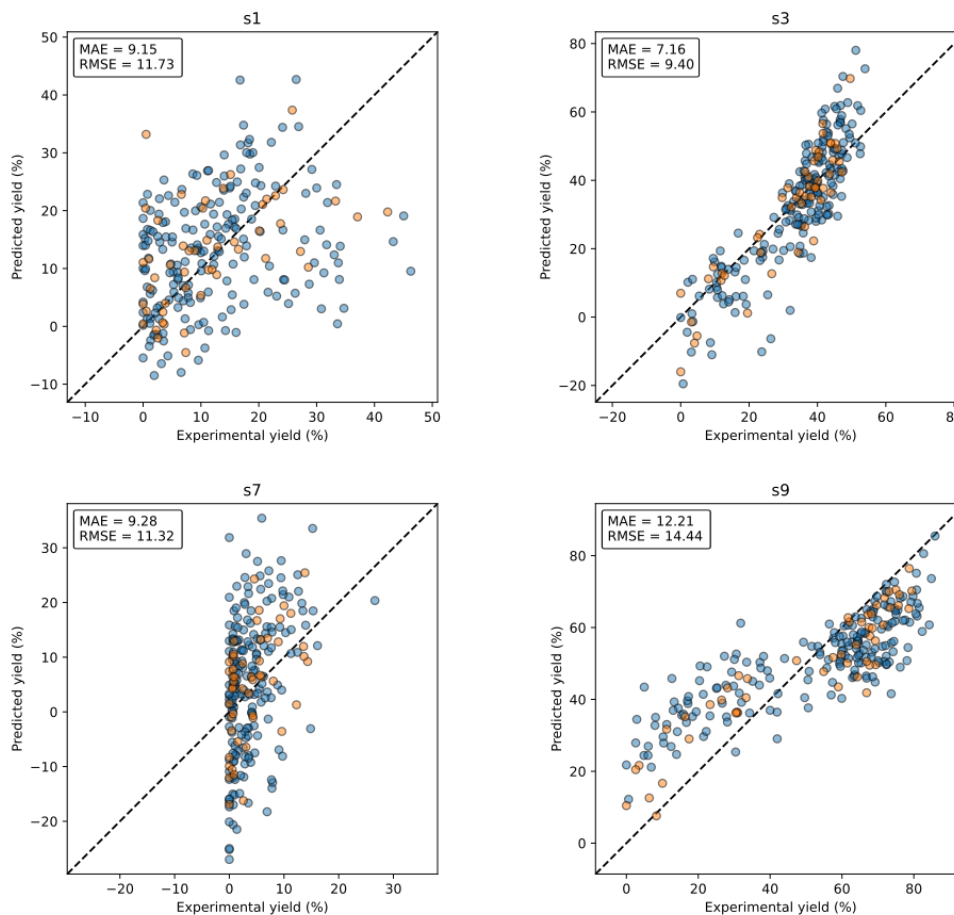 s1
MAE = 9.15
RMSE = 11.73
50
40
30
20
10
0
−10
Predicted yield (%)
−10 0 10 20 30 40 50
Experimental yield (%)
s3
MAE = 7.16
RMSE = 9.40
80
60
40
20
0
−20
Predicted yield (%)
−20 0 20 40 60
Experimental yield (%)
s7
MAE = 9.28
RMSE = 11.32
30
20
10
0
−10
−20
Predicted yield (%)
−20 −10 0 10 20 30
Experimental yield (%)
s9
MAE = 12.21
RMSE = 14.44
80
60
40
20
0
Predicted yield (%)
0 20 40 60 80
Experimental yield (%)